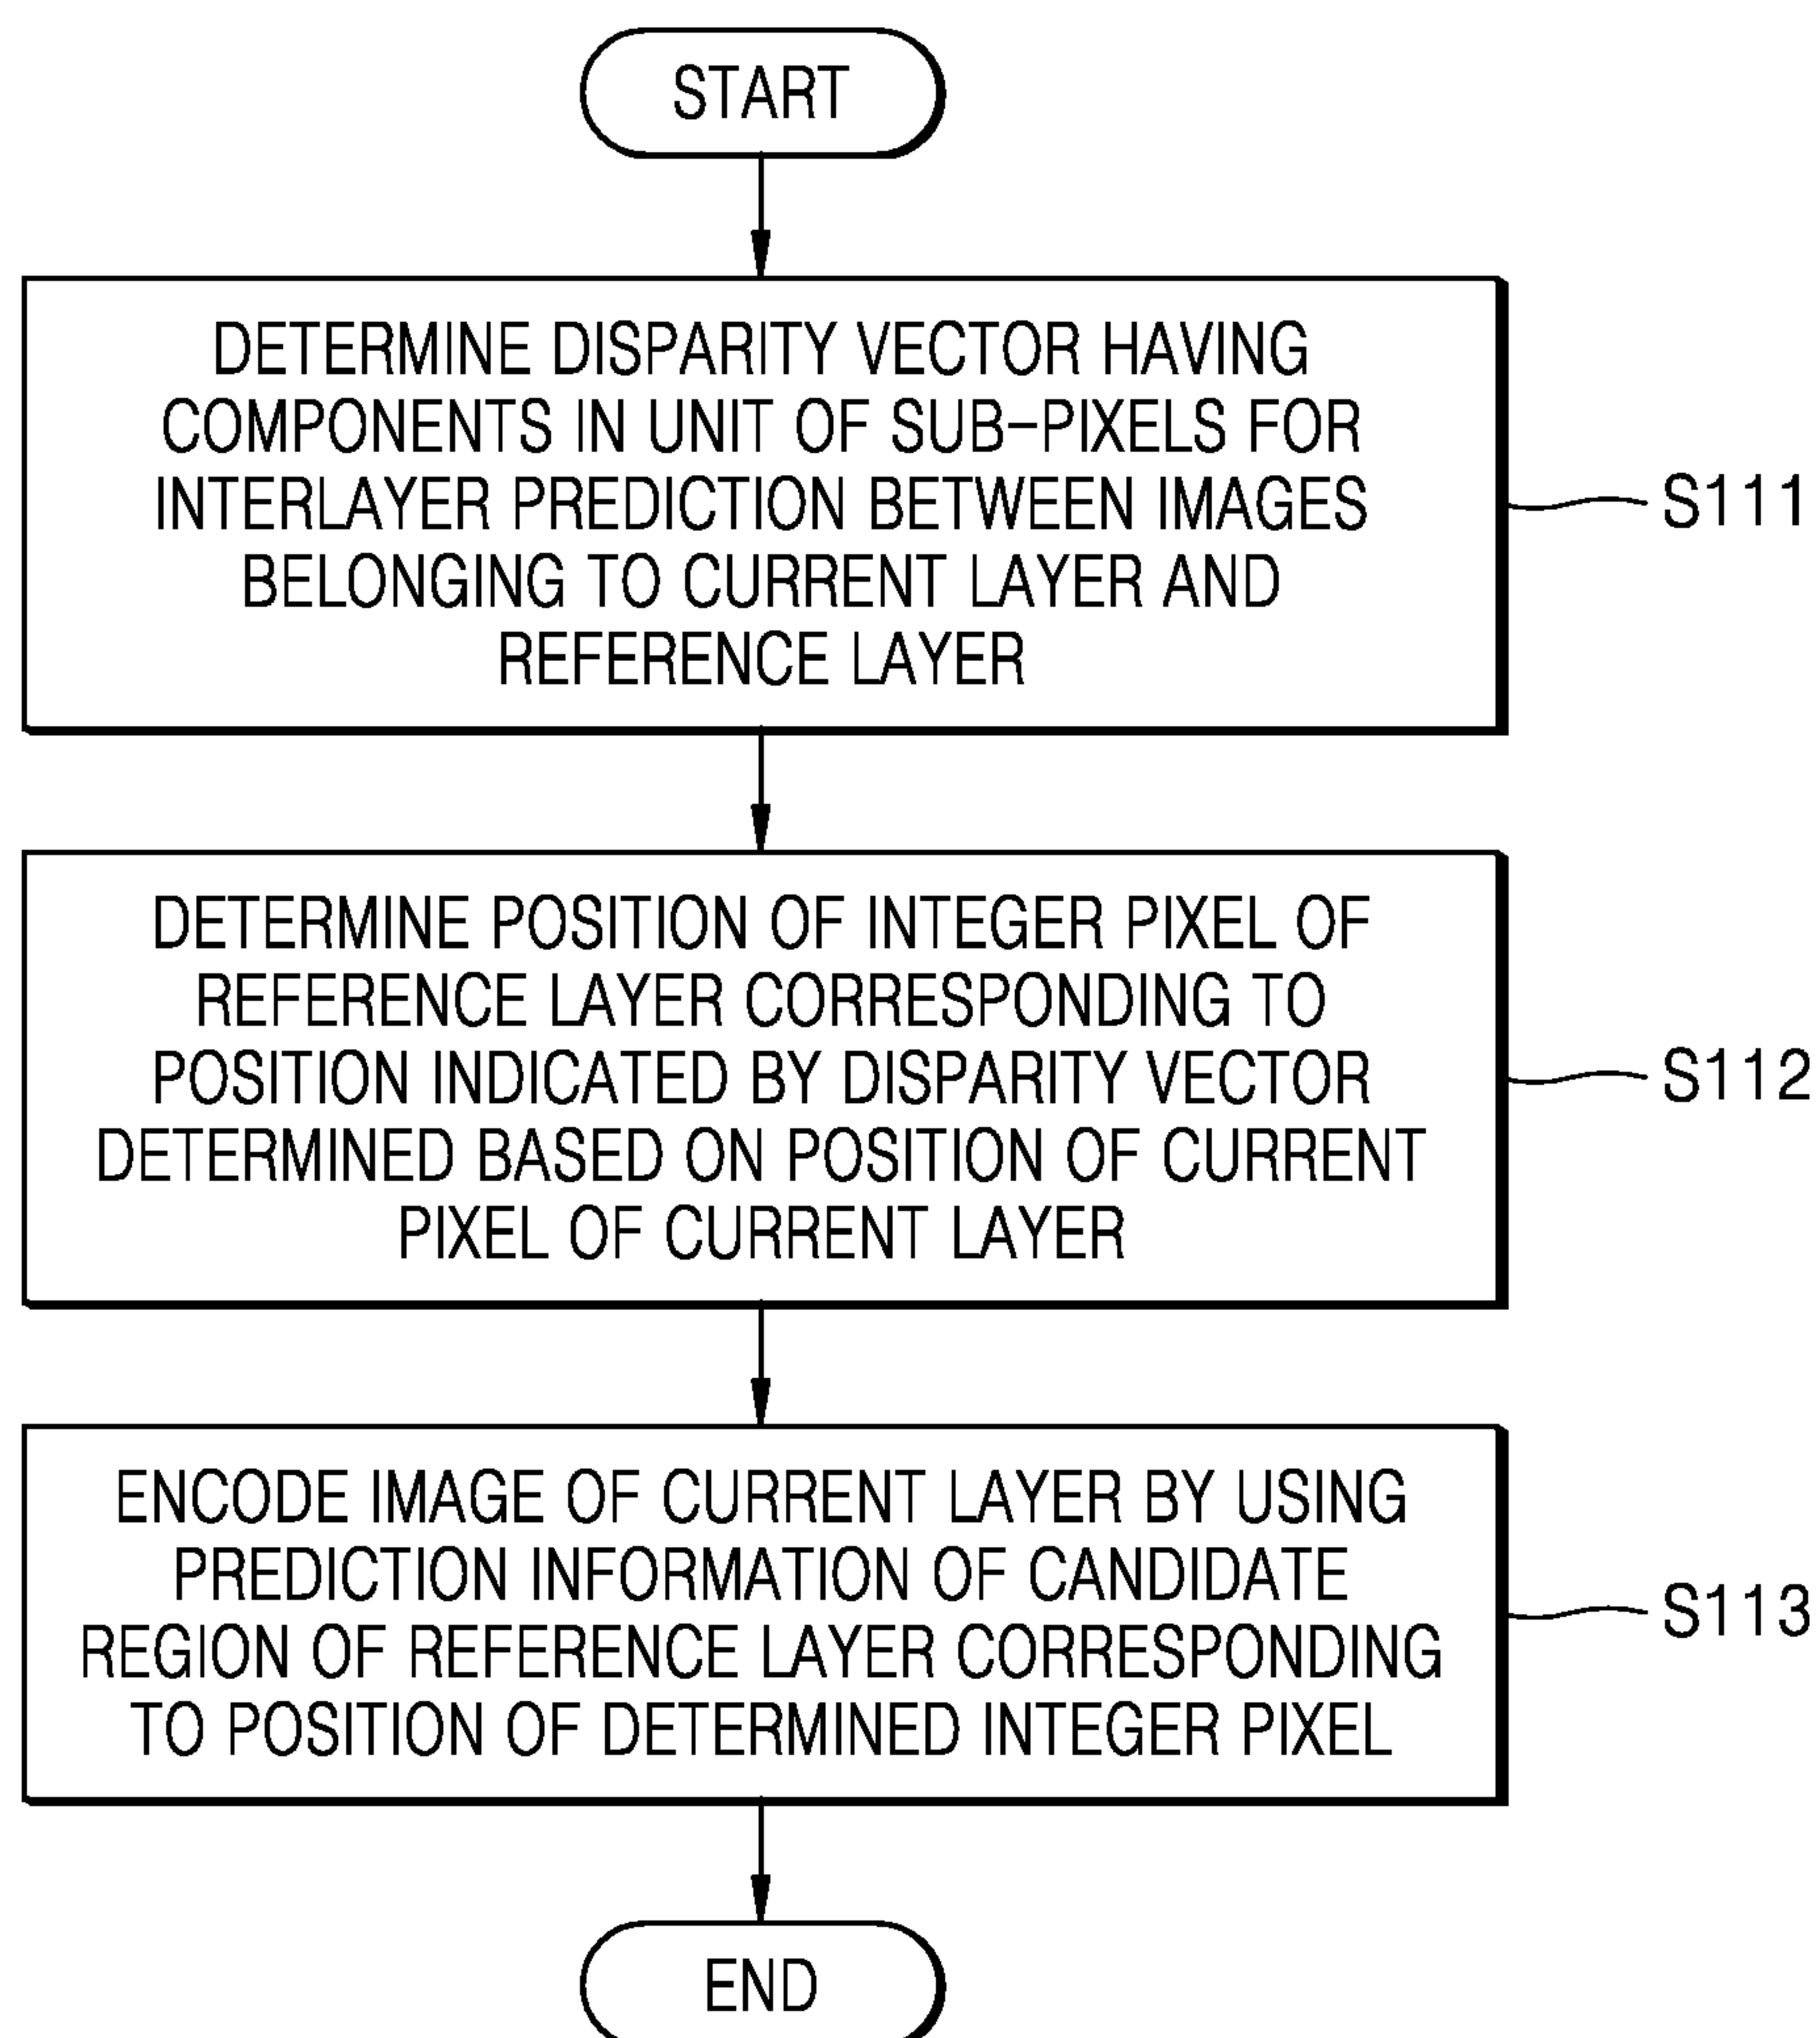 START
DETERMINE DISPARITY VECTOR HAVING
COMPONENTS IN UNIT OF SUB-PIXELS FOR
INTERLAYER PREDICTION BETWEEN IMAGES
BELONGING TO CURRENT LAYER AND
REFERENCE LAYER
S111
DETERMINE POSITION OF INTEGER PIXEL OF
REFERENCE LAYER CORRESPONDING TO
POSITION INDICATED BY DISPARITY VECTOR
DETERMINED BASED ON POSITION OF CURRENT
PIXEL OF CURRENT LAYER
S112
ENCODE IMAGE OF CURRENT LAYER BY USING
PREDICTION INFORMATION OF CANDIDATE
REGION OF REFERENCE LAYER CORRESPONDING
TO POSITION OF DETERMINED INTEGER PIXEL
S113
END